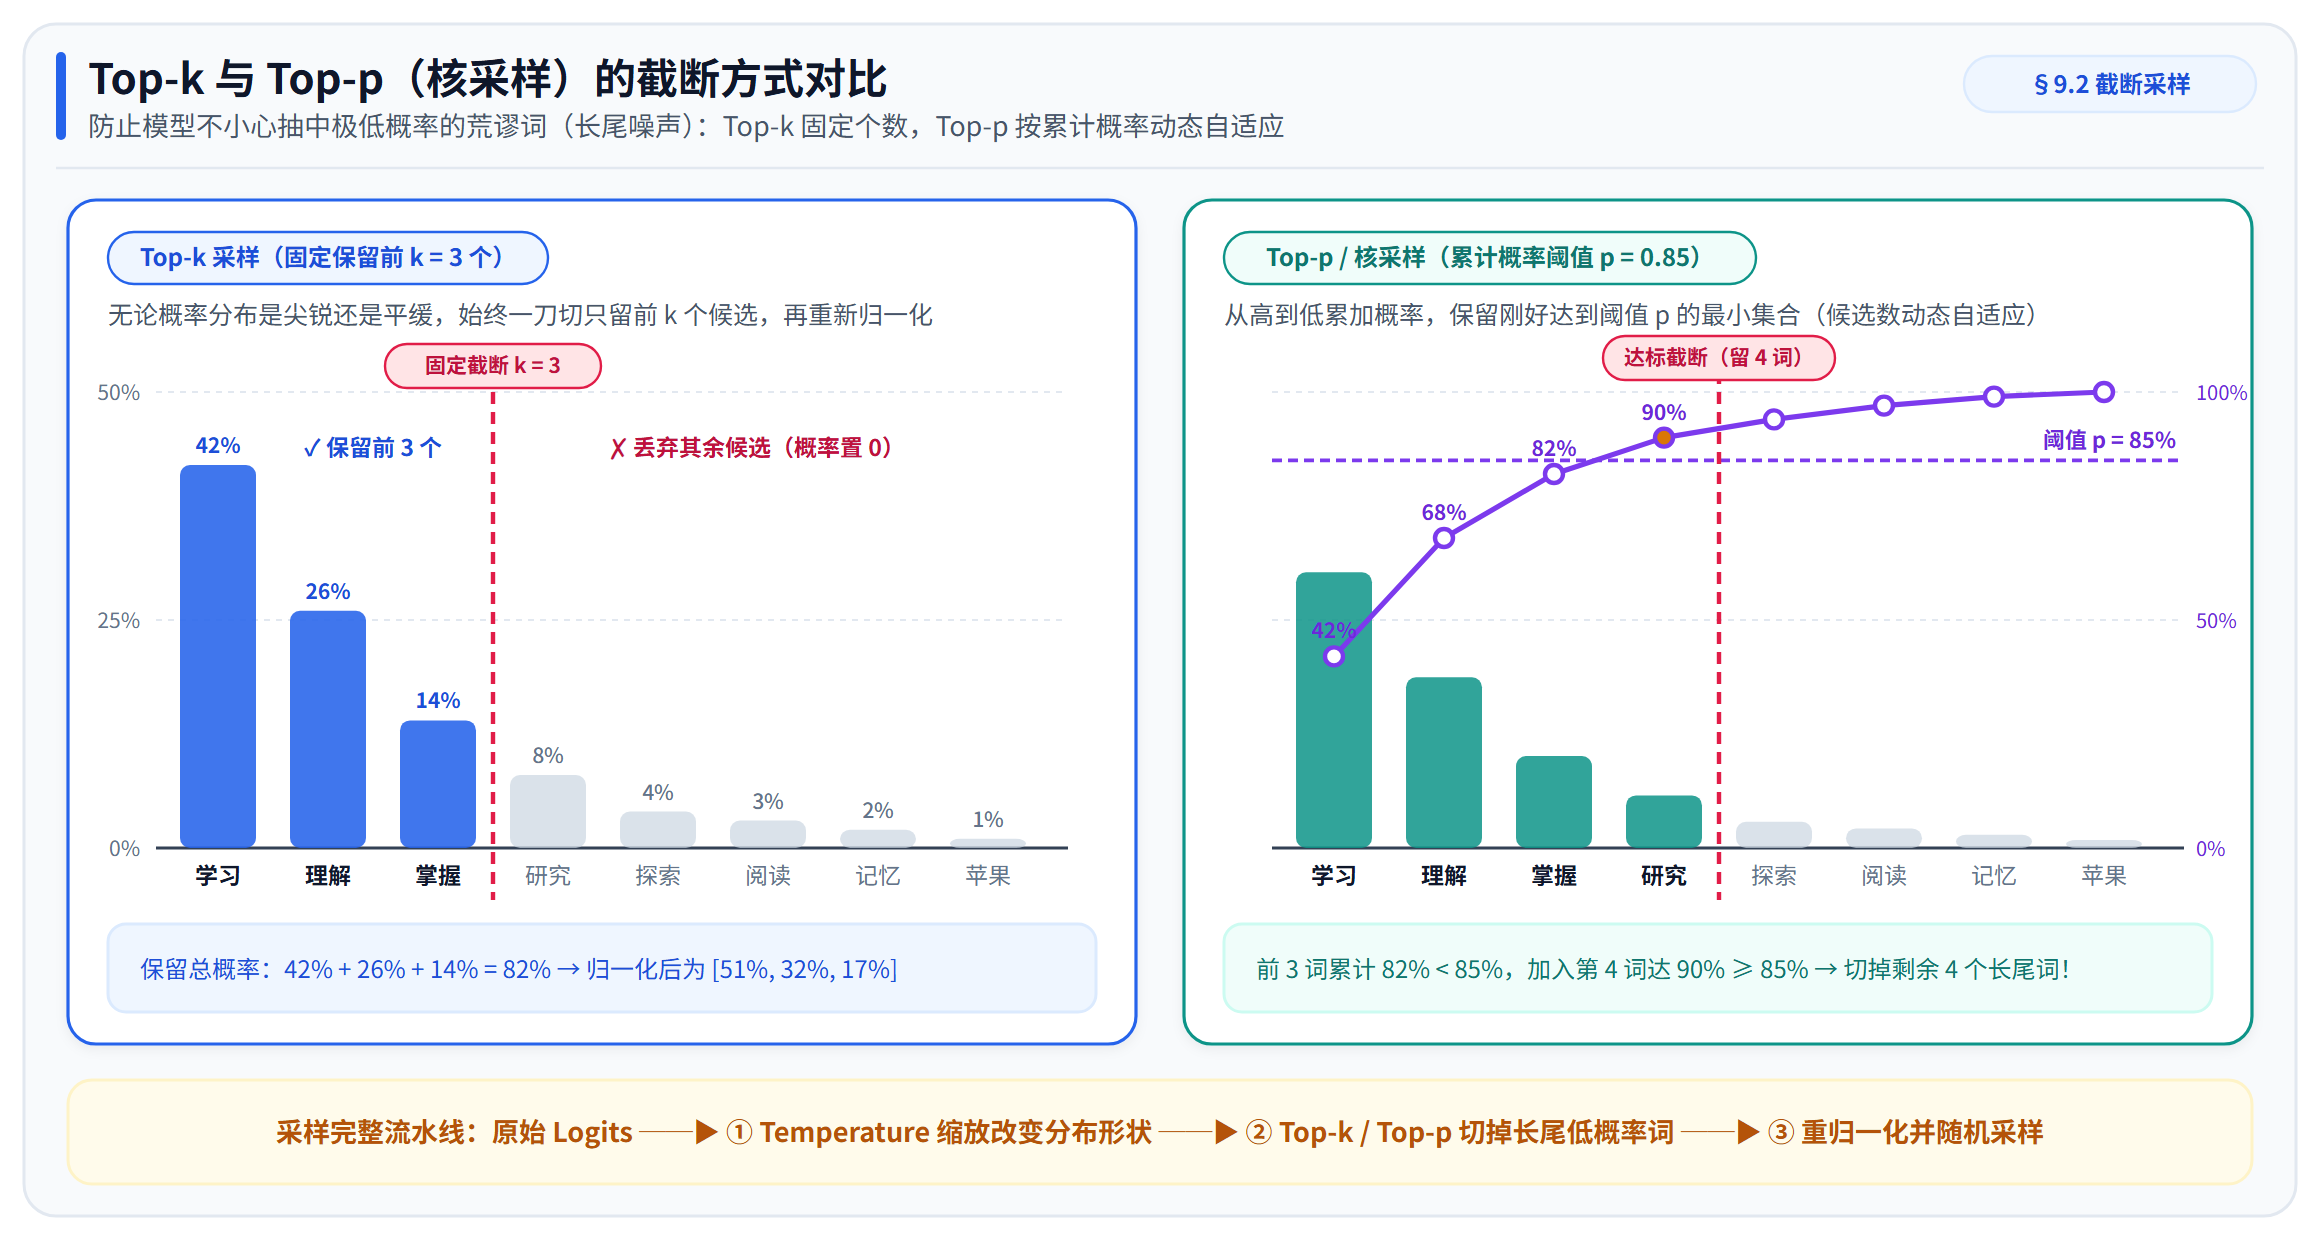 Top-k 与 Top-p（核采样）的截断方式对比
§ 9.2 截断采样
防止模型不小心抽中极低概率的荒谬词（长尾噪声）：Top-k 固定个数，Top-p 按累计概率动态自适应
Top-k 采样（固定保留前 k = 3 个）
无论概率分布是尖锐还是平缓，始终一刀切只留前 k 个候选，再重新归一化
固定截断 k = 3
50%
42%
✓ 保留前 3 个
✗ 丢弃其余候选（概率置 0）
26%
25%
14%
8%
4%
3%
2%
1%
0%
学习 理解 掌握 研究 探索 阅读 记忆 苹果
保留总概率：42% + 26% + 14% = 82% → 归一化后为 [51%, 32%, 17%]
Top-p / 核采样（累计概率阈值 p = 0.85）
从高到低累加概率，保留刚好达到阈值 p 的最小集合（候选数动态自适应）
达标截断（留 4 词）
100%
90%
阈值 p = 85%
82%
68%
42%
50%
0%
学习 理解 掌握 研究 探索 阅读 记忆 苹果
前 3 词累计 82% < 85%，加入第 4 词达 90% ⩾ 85% → 切掉剩余 4 个长尾词！
采样完整流水线：原始 Logits ──▶ ① Temperature 缩放改变分布形状 ──▶ ② Top-k / Top-p 切掉长尾低概率词 ──▶ ③ 重归一化并随机采样